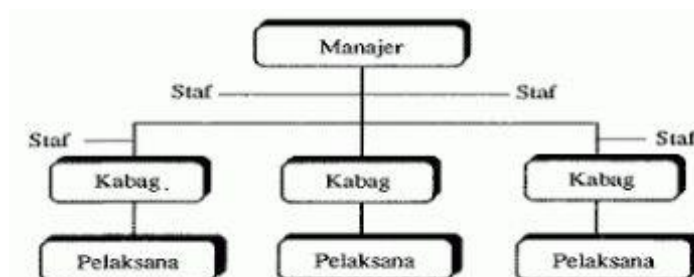 Manajer
Staf Staf
Staf Staf
Kabag. Kabag Kabag
Pelaksana Pelaksana Pelaksana